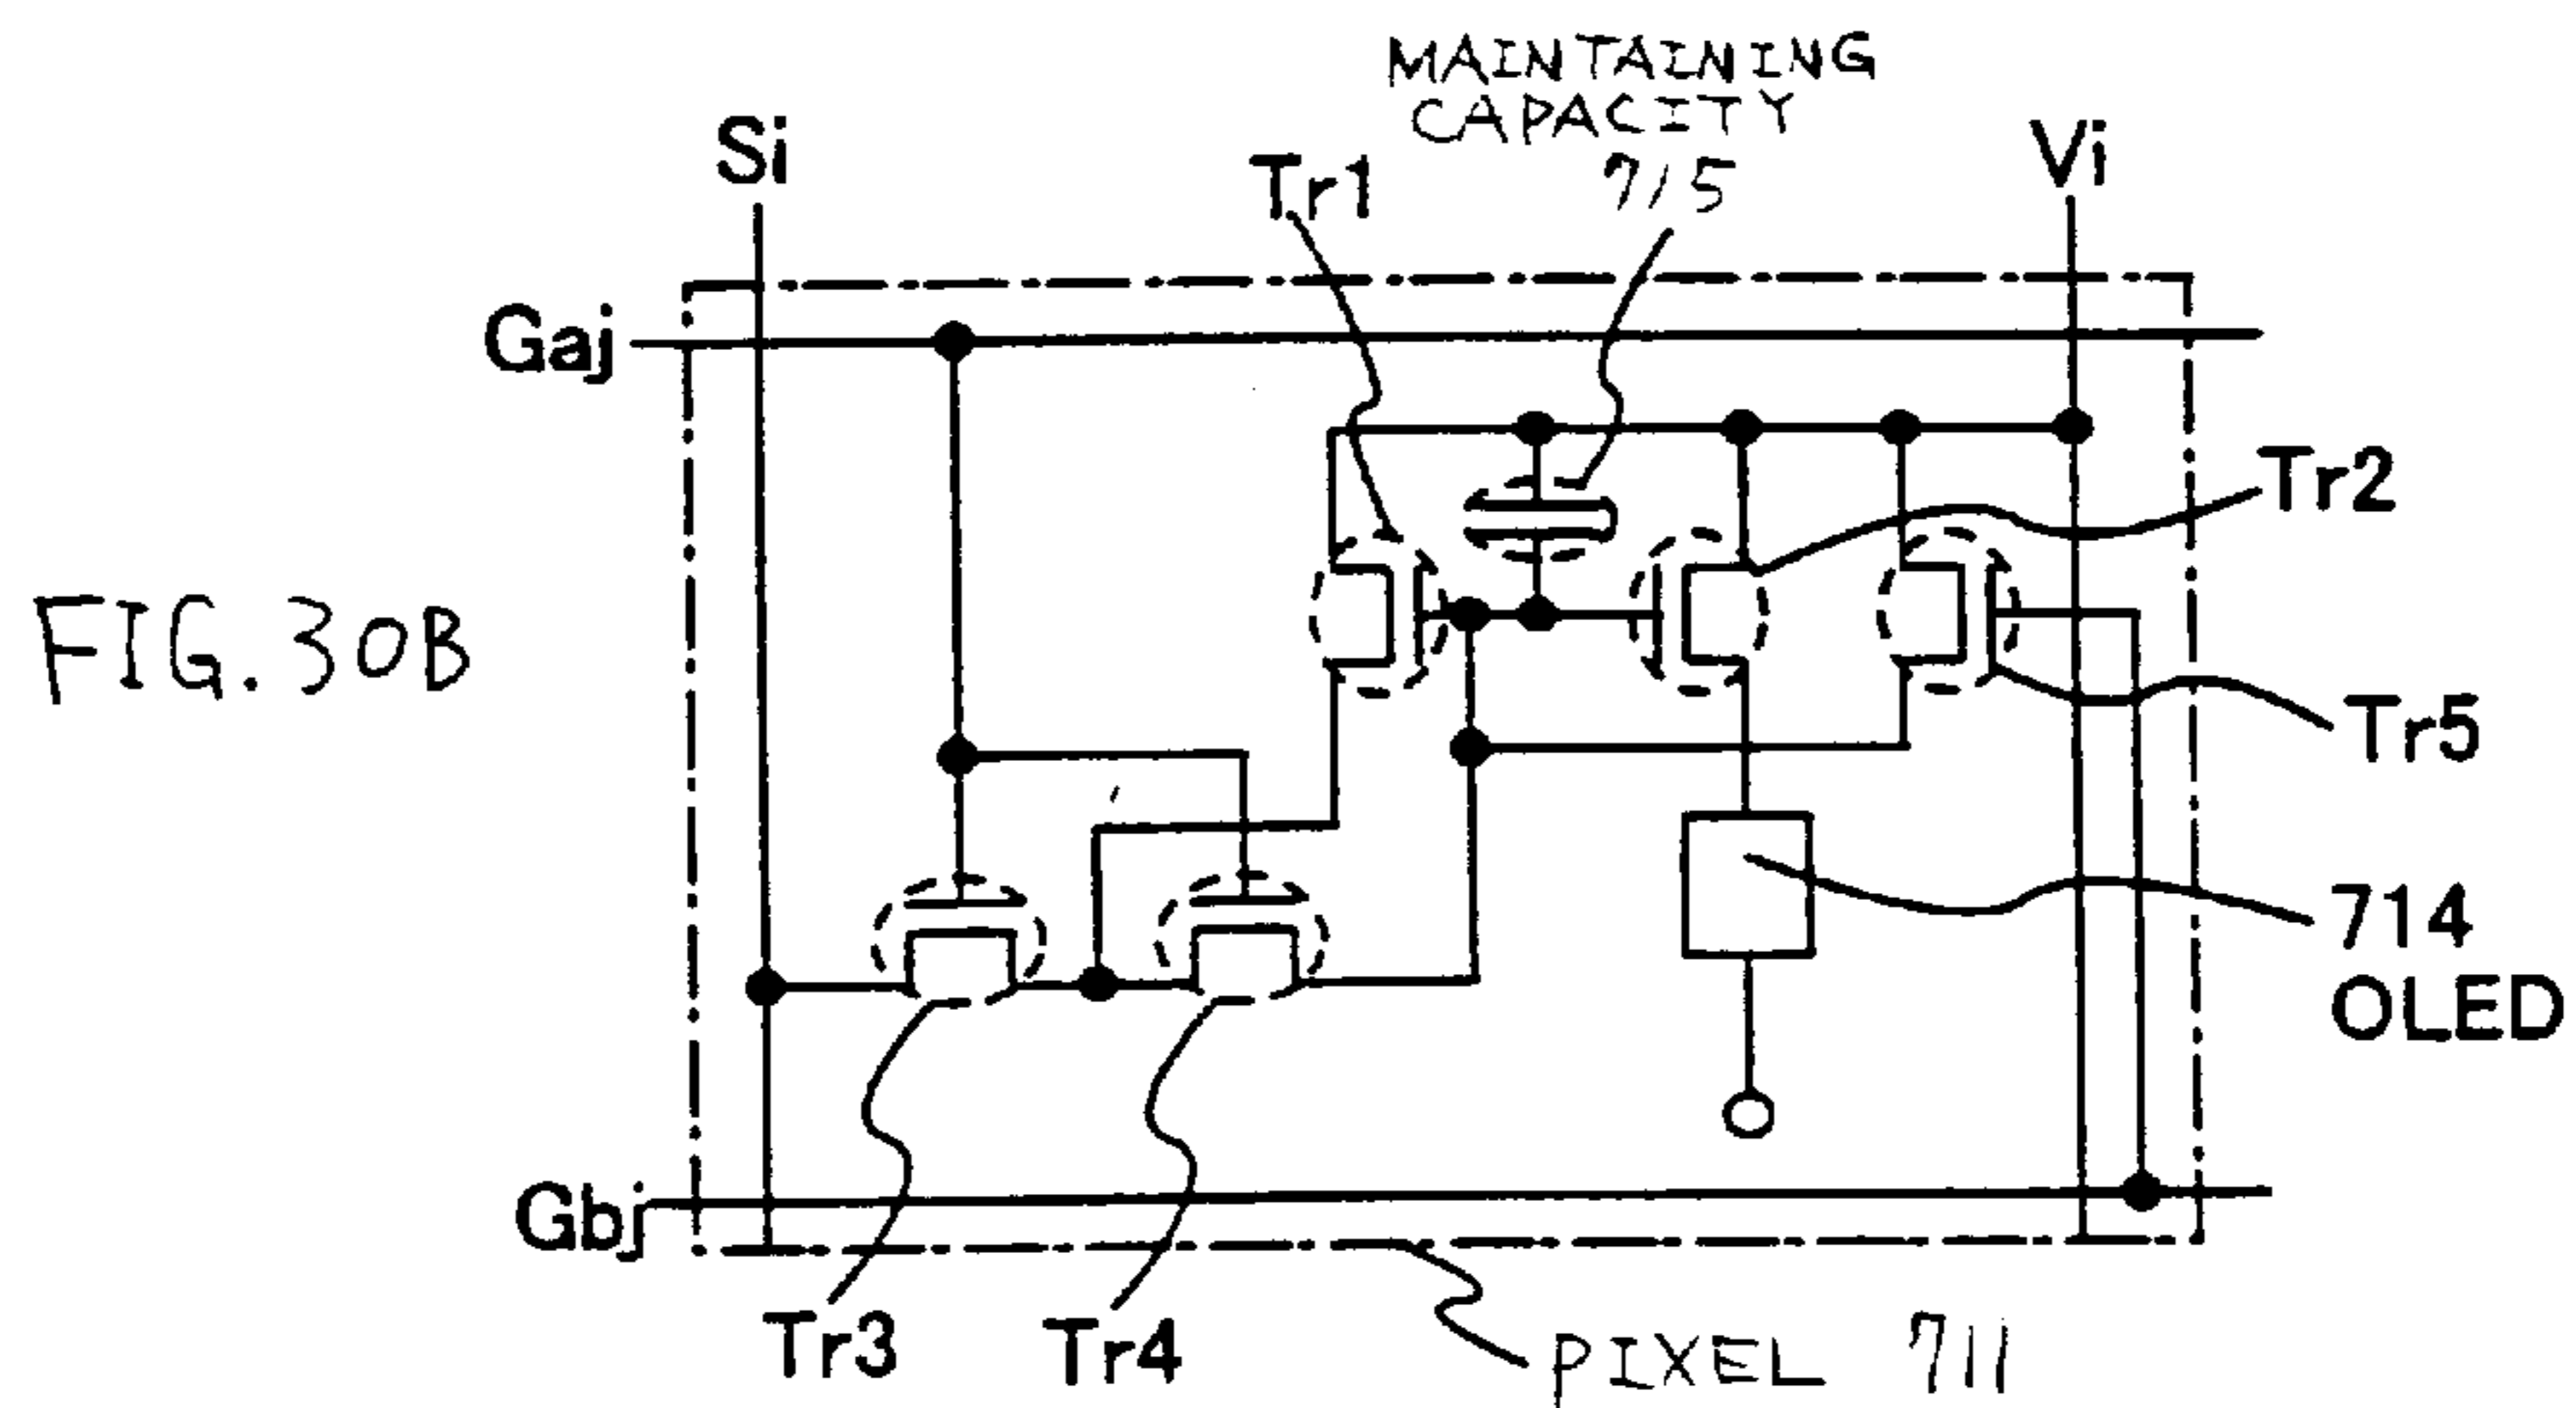 MAINTAINING
CAPACITY
715
Si
Tr1
Vi
Gaj
Tr2
FIG. 30B
Tr5
714
OLED
Gbj
Tr3
Tr4
PIXEL 711